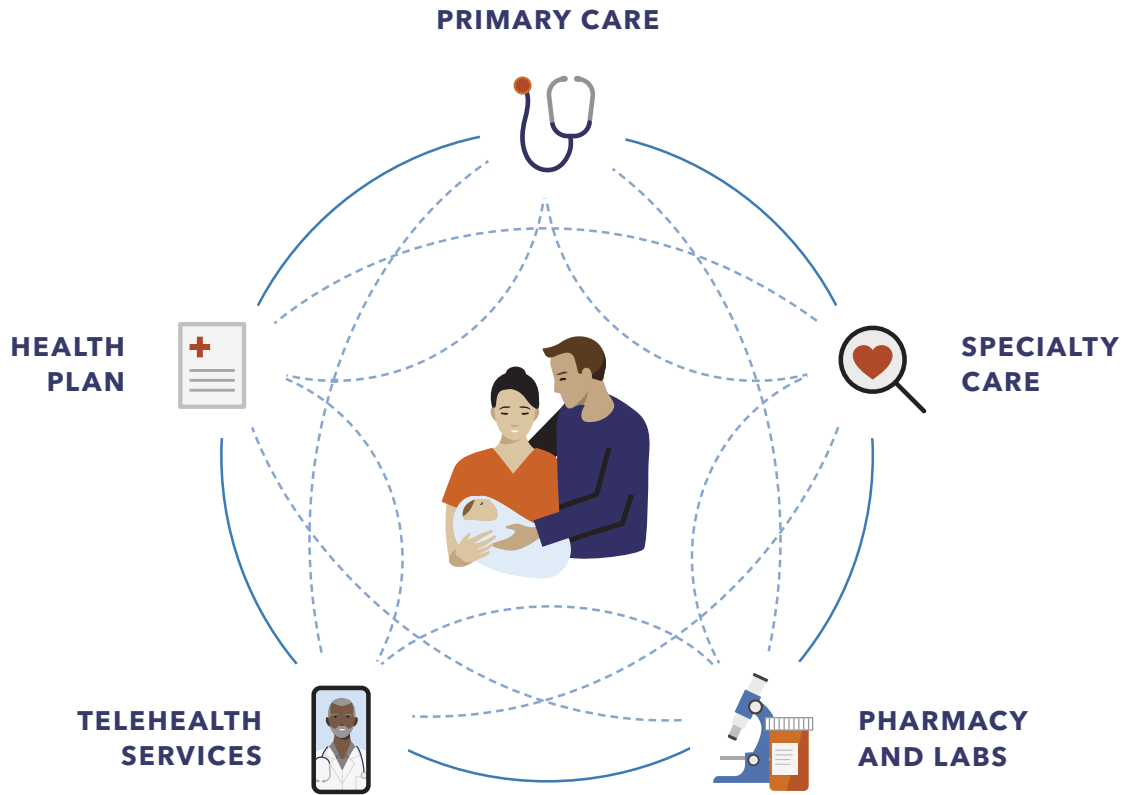 PRIMARY CARE
HEALTH
PLAN
SPECIALTY
CARE
TELEHEALTH
SERVICES
PHARMACY
AND LABS